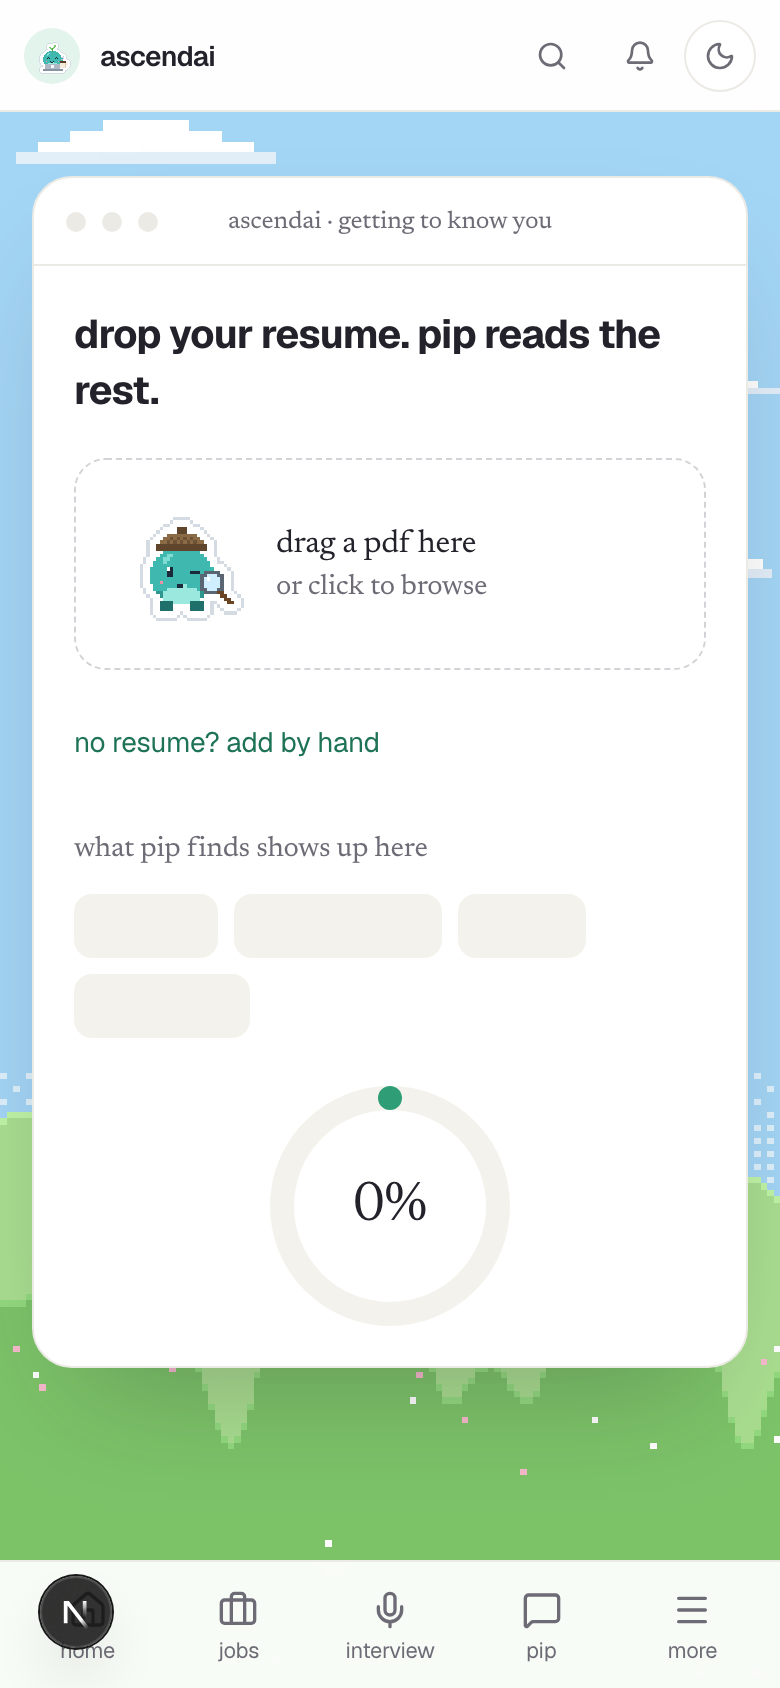 ascendai
ascendai · getting to know you
drop your resume. pip reads the
rest.
drag a pdf here
or click to browse
no resume? add by hand
what pip finds shows up here
0%
N
home
jobs
interview
pip
more